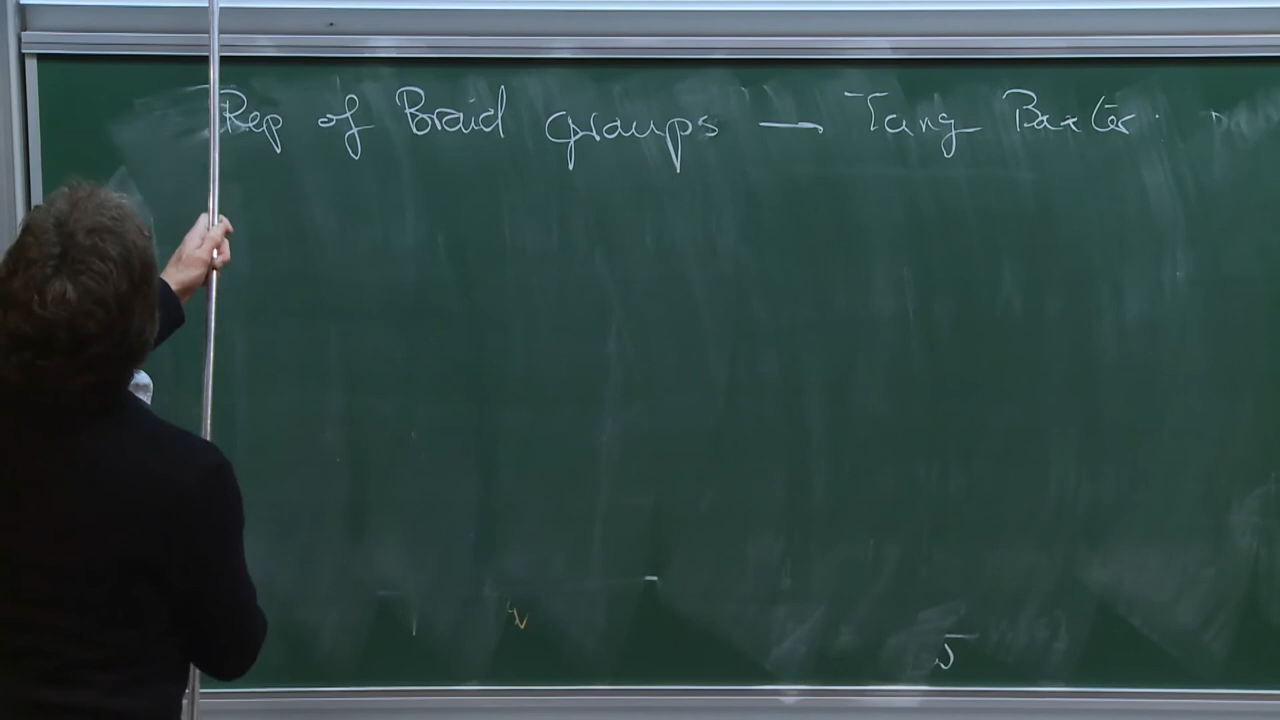 Rep of Braid groups — Yang Baxter.